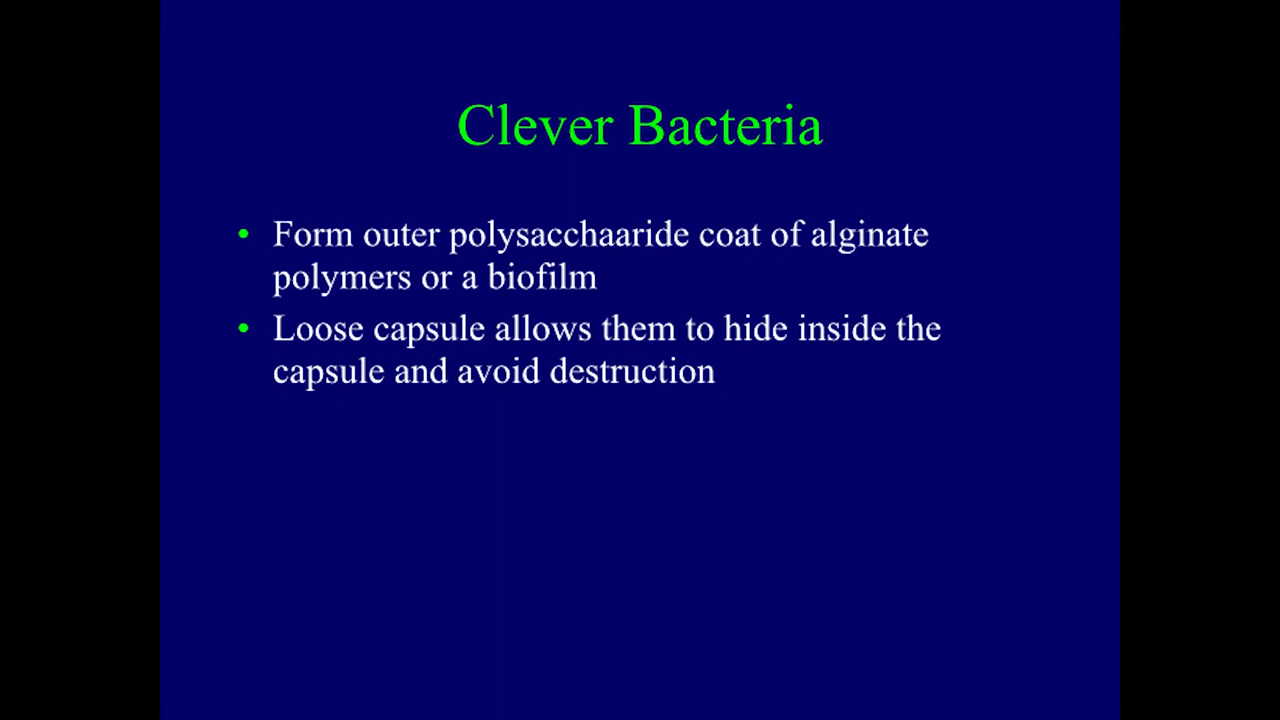 Clever Bacteria
• Form outer polysacchaaride coat of alginate
polymers or a biofilm
• Loose capsule allows them to hide inside the
capsule and avoid destruction